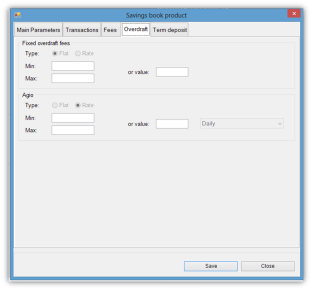 Savings book product
Main Parameters Transactions Fees Overdraft Term deposit
Fixed overdraft fees
Type: Flat Rate
Min:
Max: or value:
Agio
Type: Flat Rate
Min:
Max: or value: Daily
Save Close